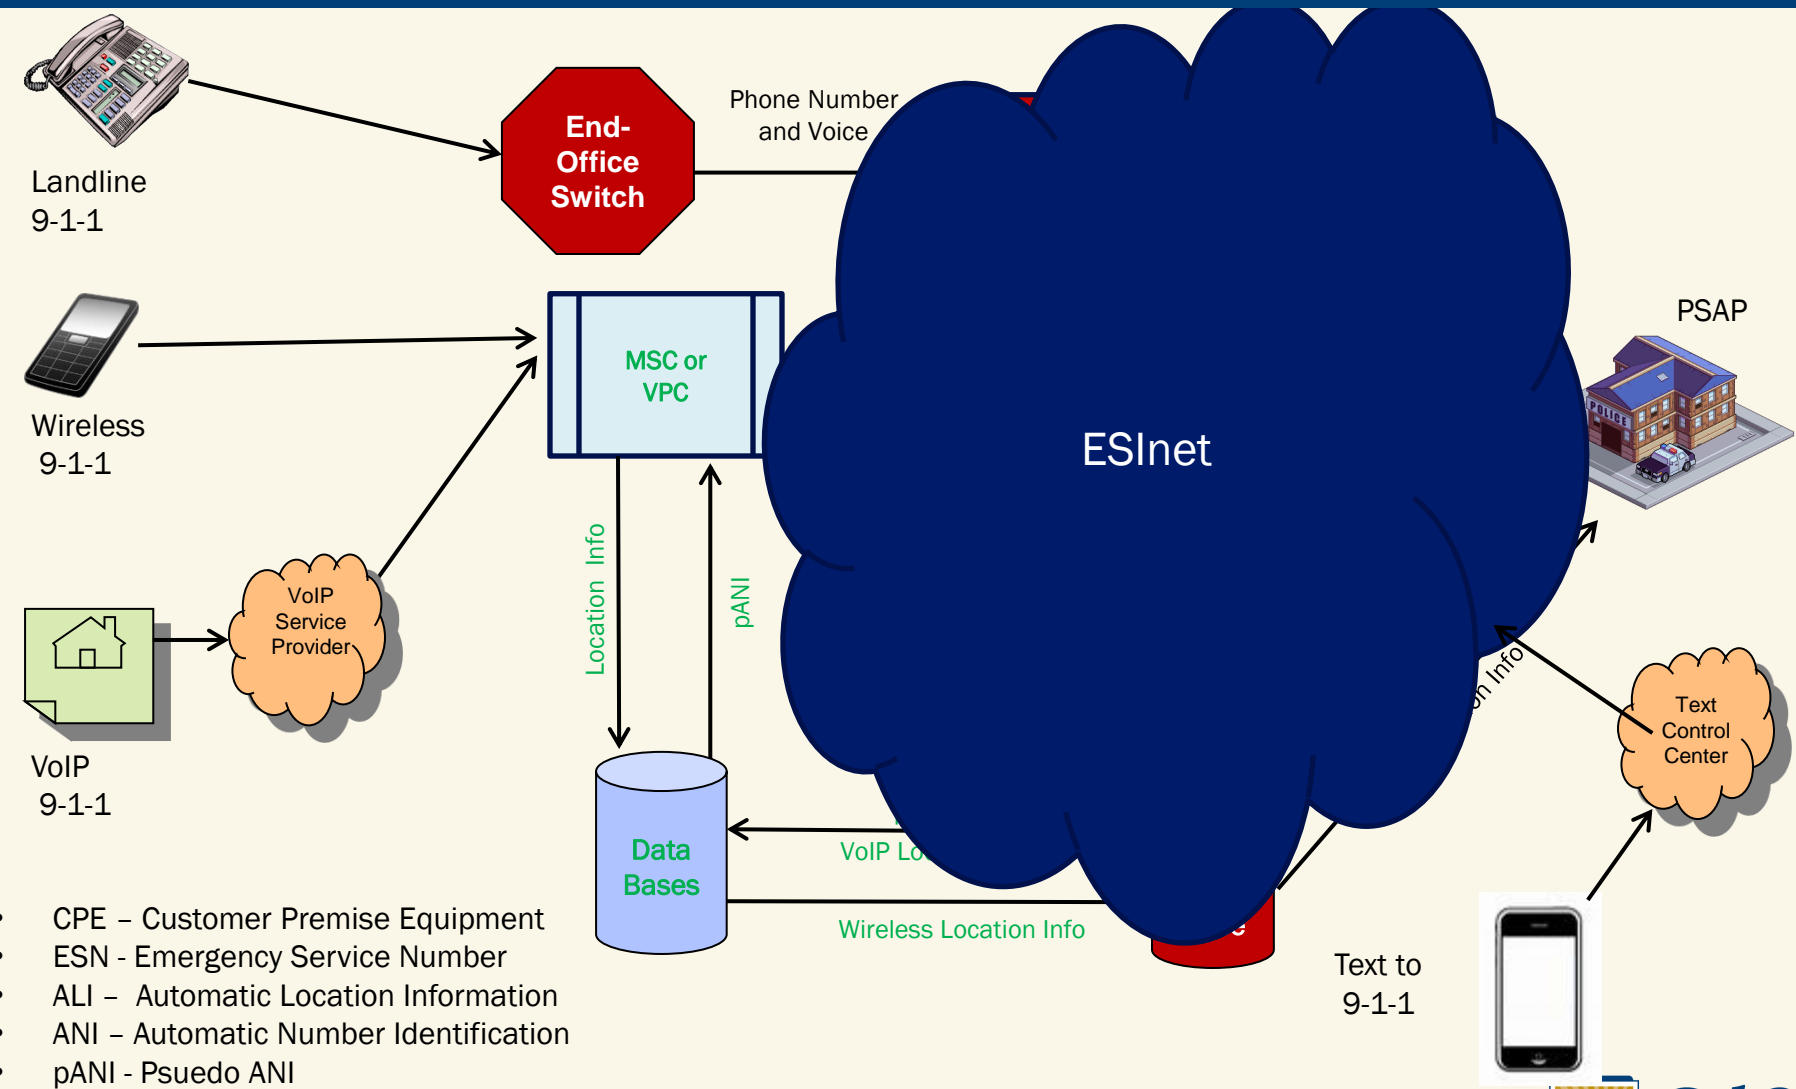 Phone Number
and Voice
End-
Office
Switch
Landline
9-1-1
PSAP
POLICE
MSC or
VPC
ESInet
Wireless
9-1-1
Location Info
pANI
VoIP
Service
Provider
Info
Text
Control
Center
VoIP
9-1-1
Data
Bases
VoIP
Wireless Location Info
Text to
9-1-1
• CPE – Customer Premise Equipment
• ESN - Emergency Service Number
• ALI – Automatic Location Information
• ANI – Automatic Number Identification
• pANI - Psuedo ANI